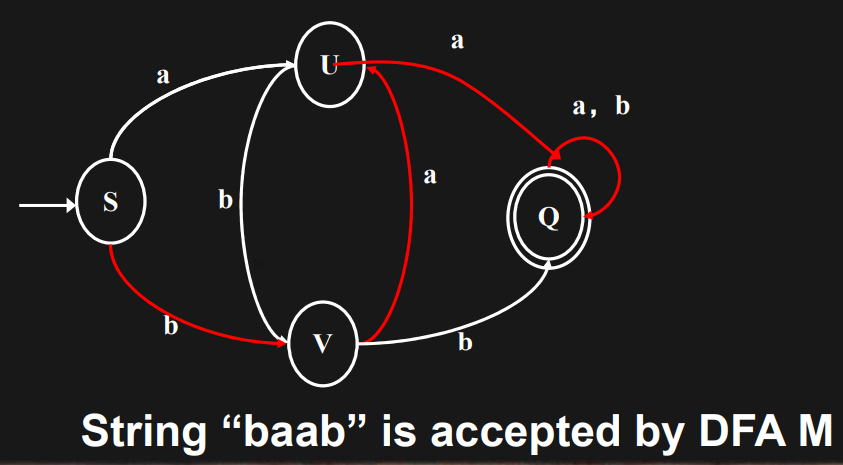 a
U
a
a, b
S
b
a
Q
b
V
b
String “baab” is accepted by DFA M